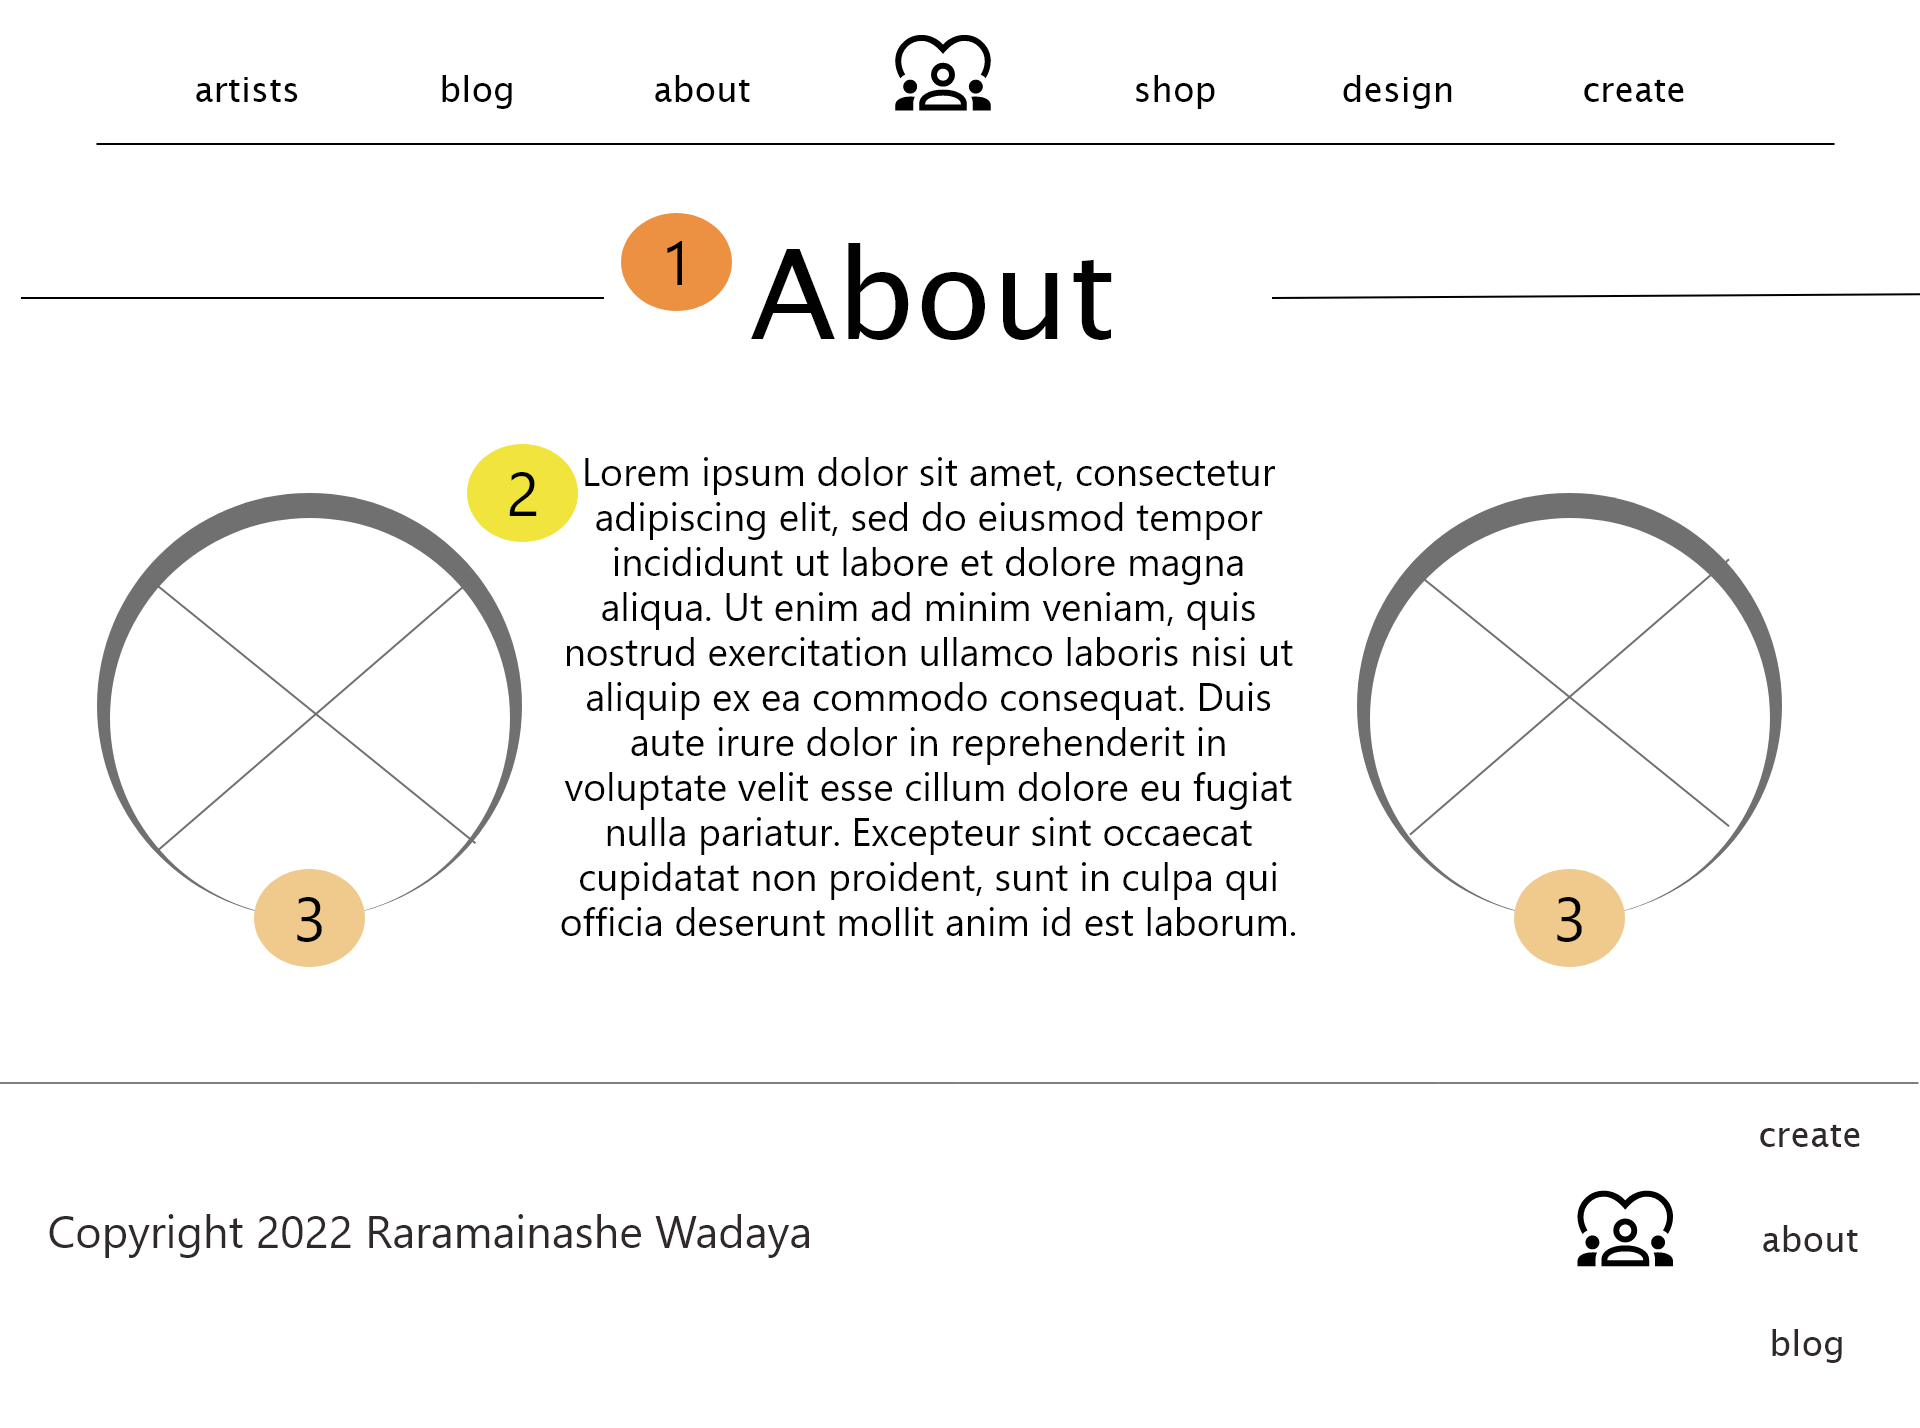 artists blog about shop design create
1 About
2
Lorem ipsum dolor sit amet, consectetur
adipiscing elit, sed do eiusmod tempor
incididunt ut labore et dolore magna
aliqua. Ut enim ad minim veniam, quis
nostrud exercitation ullamco laboris nisi ut
aliquip ex ea commodo consequat. Duis
aute irure dolor in reprehenderit in
voluptate velit esse cillum dolore eu fugiat
nulla pariatur. Excepteur sint occaecat
cupidatat non proident, sunt in culpa qui
officia deserunt mollit anim id est laborum.
3
3
create
Copyright 2022 Raramainashe Wadaya
about
blog